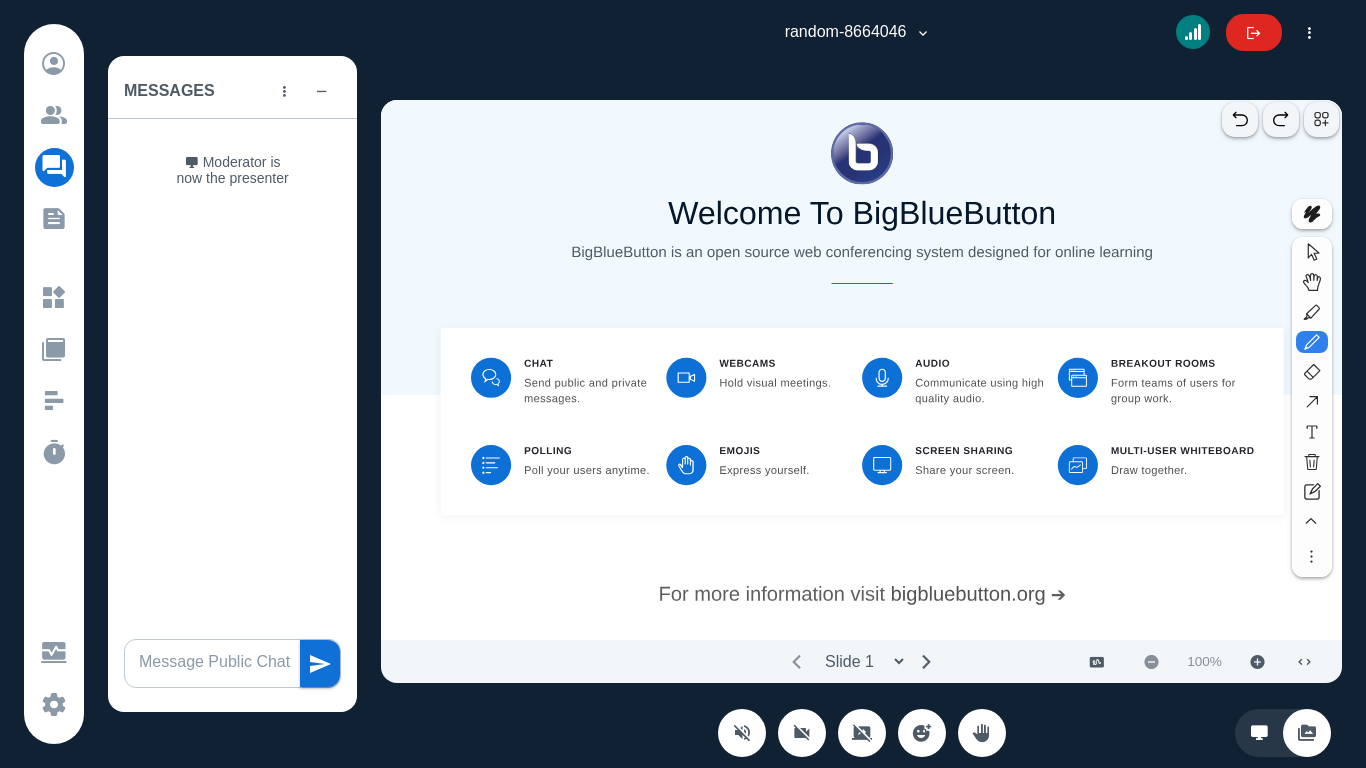 random-8664046
MESSAGES
Moderator is
now the presenter
Message Public Chat
Welcome To BigBlueButton
BigBlueButton is an open source web conferencing system designed for online learning
CHAT
Send public and private
messages.
WEBCAMS
Hold visual meetings.
AUDIO
Communicate using high
quality audio.
BREAKOUT ROOMS
Form teams of users for
group work.
POLLING
Poll your users anytime.
EMOJIS
Express yourself.
SCREEN SHARING
Share your screen.
MULTI-USER WHITEBOARD
Draw together.
For more information visit bigbluebutton.org →
Slide 1
100%